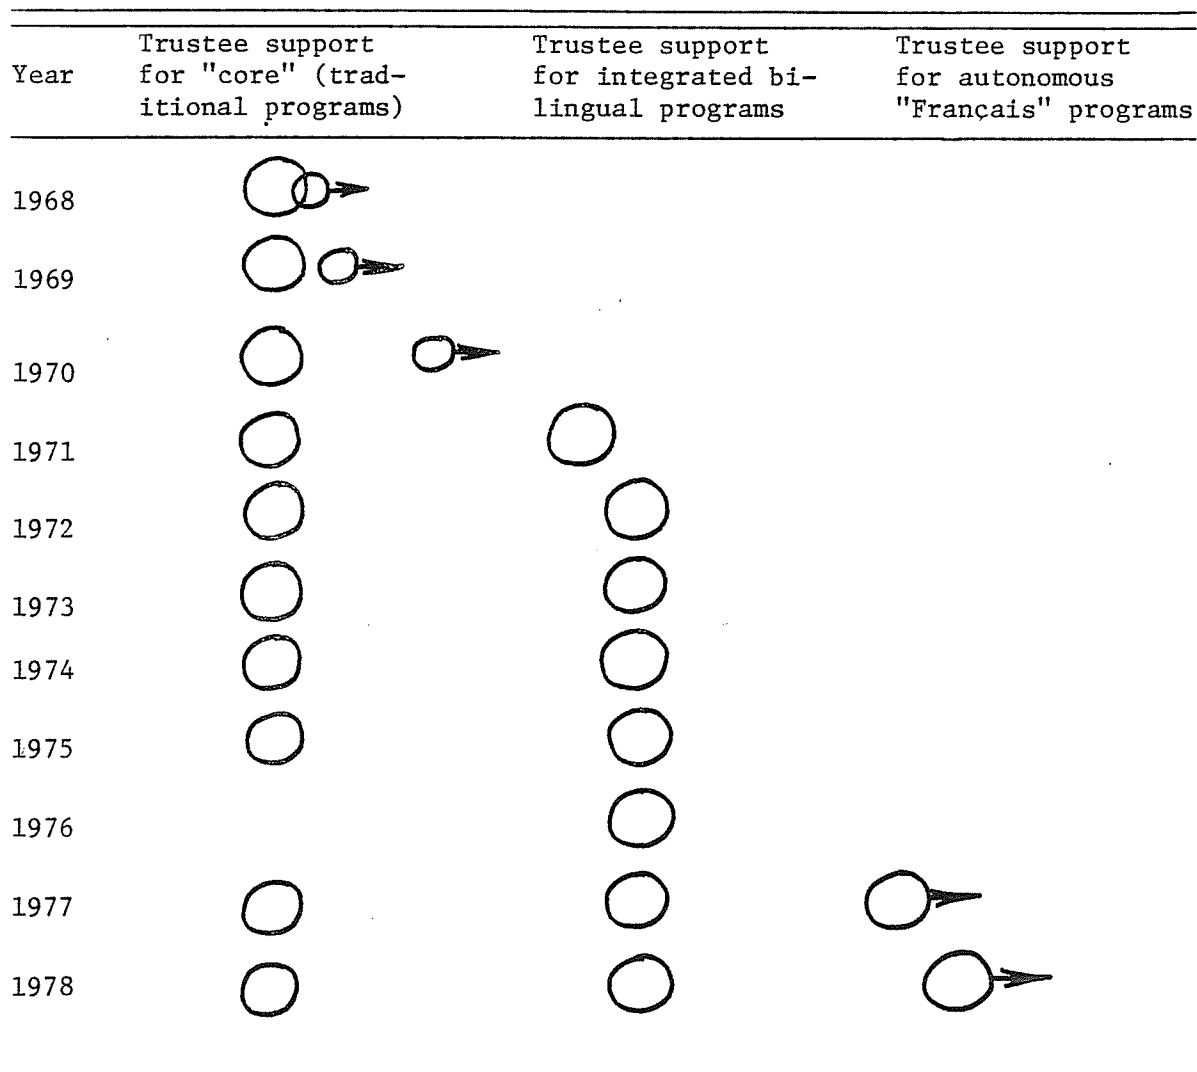 Year
Trustee support
for "core" (trad-
itional programs)
Trustee support
for integrated bi-
lingual programs
Trustee support
for autonomous
"Français" programs
1968
1969
1970
1971
1972
1973
1974
1975
1976
1977
1978